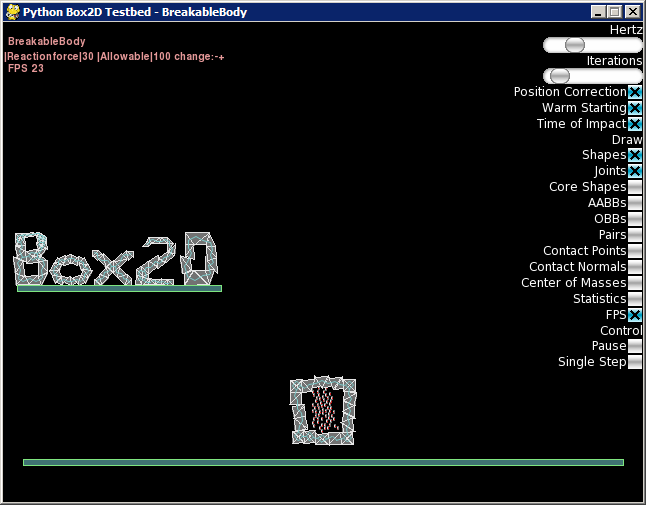 Python Box2D Testbed - BreakableBody
Hertz
BreakableBody
|Reactionforce|30 |Allowable|100 change:-+
FPS 23
Iterations
Position Correction
Warm Starting
Time of Impact
Draw
Shapes
Joints
Core Shapes
AABBs
OBBs
Pairs
Contact Points
Contact Normals
Center of Masses
Statistics
FPS
Control
Pause
Single Step
Box2D